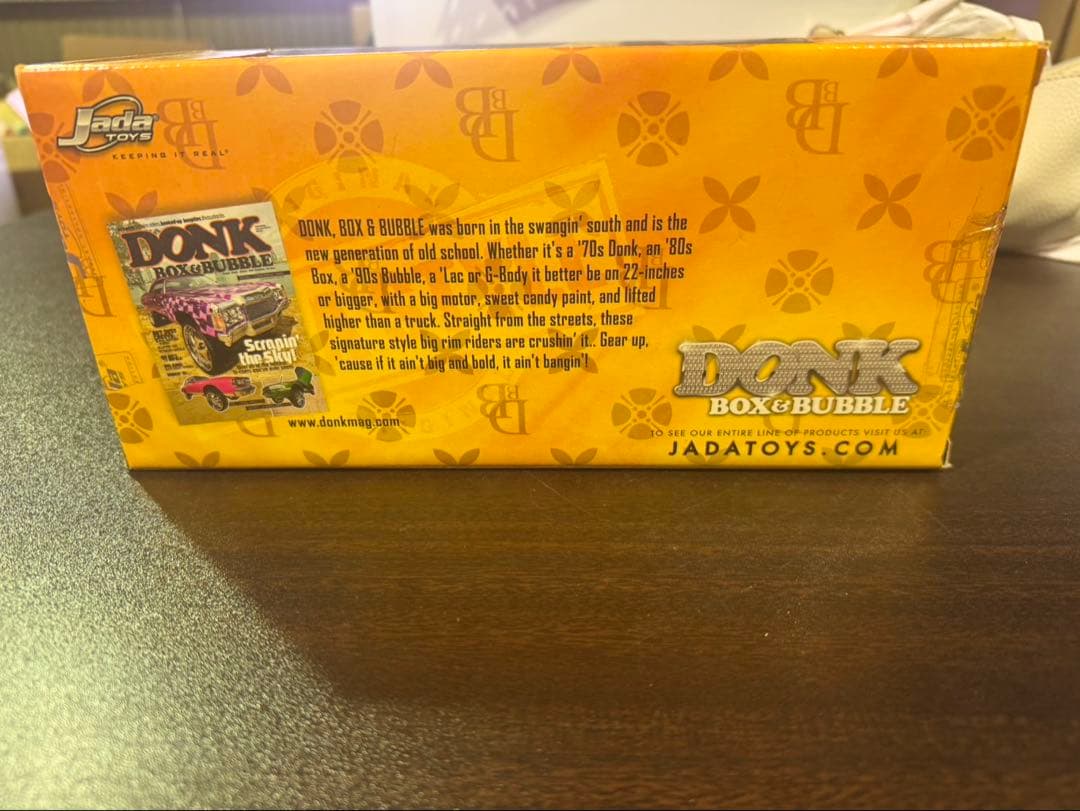 Jada
TOYS
KEEPING IT REAL
DONK
BOX & BUBBLE
Scrapin'
the Sky!
DONK, BOX & BUBBLE was born in the swangin' south and is the
new generation of old school. Whether it's a '70s Donk, an '80s
Box, a '90s Bubble, a 'Lac or G-Body it better be on 22-inches
or bigger, with a big motor, sweet candy paint, and lifted
higher than a truck. Straight from the streets, these
signature style big rim riders are crushin' it.. Gear up,
'cause if it ain't big and bold, it ain't bangin'!
www.donkmag.com
DONK
BOX & BUBBLE
TO SEE OUR ENTIRE LINE OF PRODUCTS VISIT US AT:
JADATOYS.COM